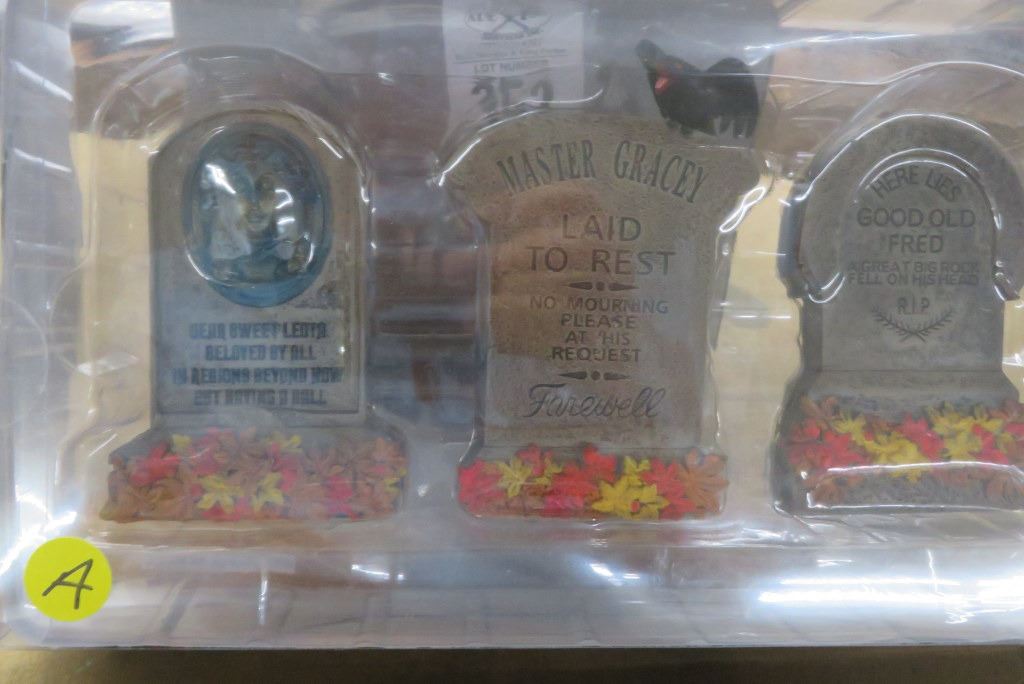 LOT NUMBER
DEAR SWEET LEOTA
BELOVED BY ALL
IN REGIONS BEYOND NOW
BUT HAVING A BALL
MASTER GRACEY
LAID
TO REST
NO MOURNING
PLEASE
AT HIS
REQUEST
Farewell
HERE LIES
GOOD OLD
FRED
A GREAT BIG ROCK
FELL ON HIS HEAD
R.I.P
A